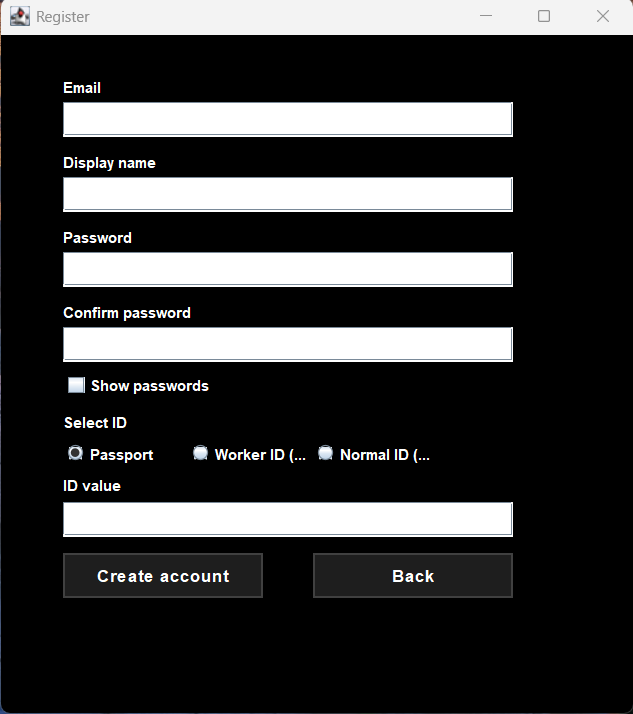 Register
Email
Display name
Password
Confirm password
Show passwords
Select ID
Passport Worker ID (... Normal ID (...
ID value
Create account Back